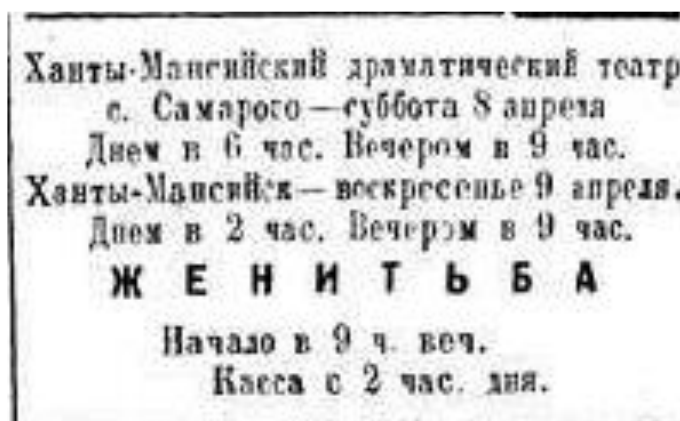 Ханты-Мансийский драматический театр
с. Самарого—суббота 8 апреля
Днем в 6 час. Вечером в 9 час.
Ханты-Мансийск—воскресенье 9 апреля.
Днем в 2 час. Вечером в 9 час.
ЖЕНИТЬБА
Начало в 9 ч. веч.
Касса с 2 час. дня.